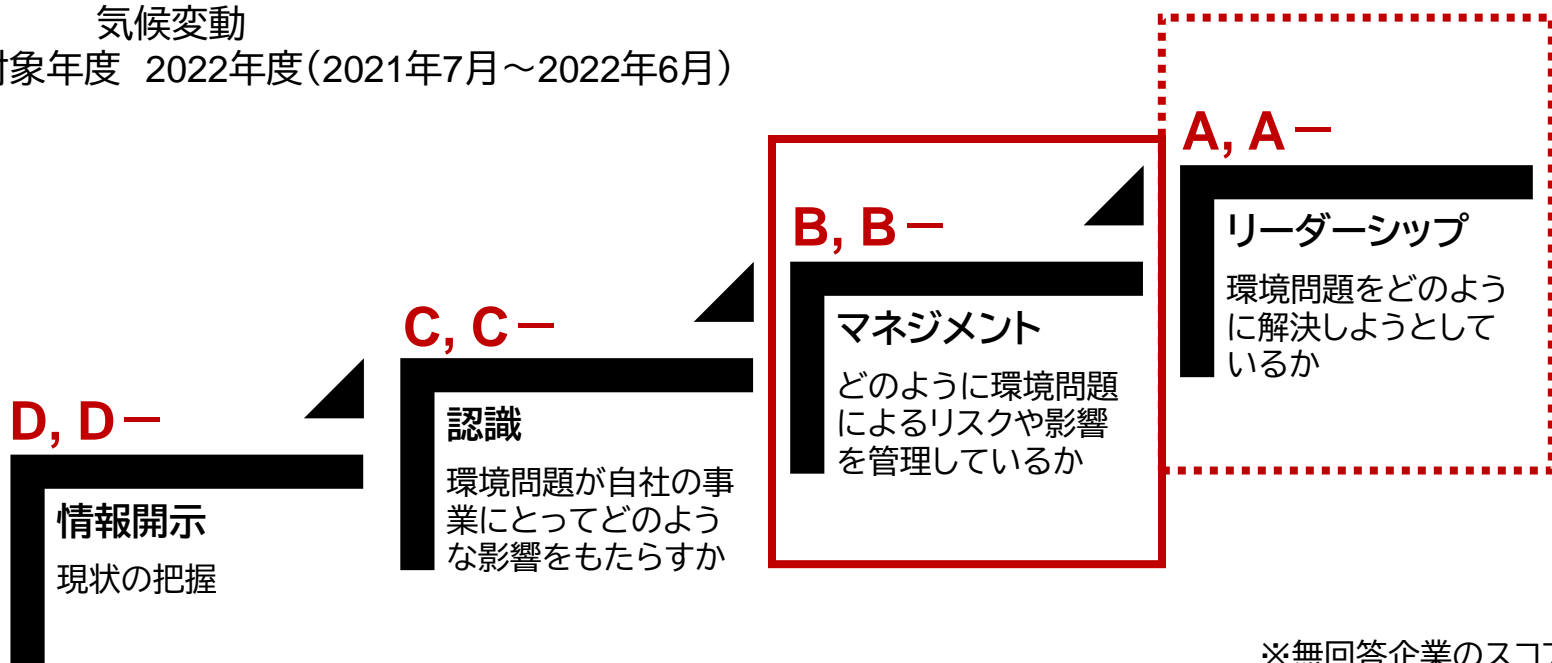 気候変動
対象年度 2022年度（2021年7月～2022年6月）
A, A－
リーダーシップ
環境問題をどのよう
に解決しようとして
いるか
B, B－
マネジメント
どのように環境問題
によるリスクや影響
を管理しているか
C, C－
認識
環境問題が自社の事
業にとってどのよう
な影響をもたらすか
D, D－
情報開示
現状の把握
※無回答企業のスコア